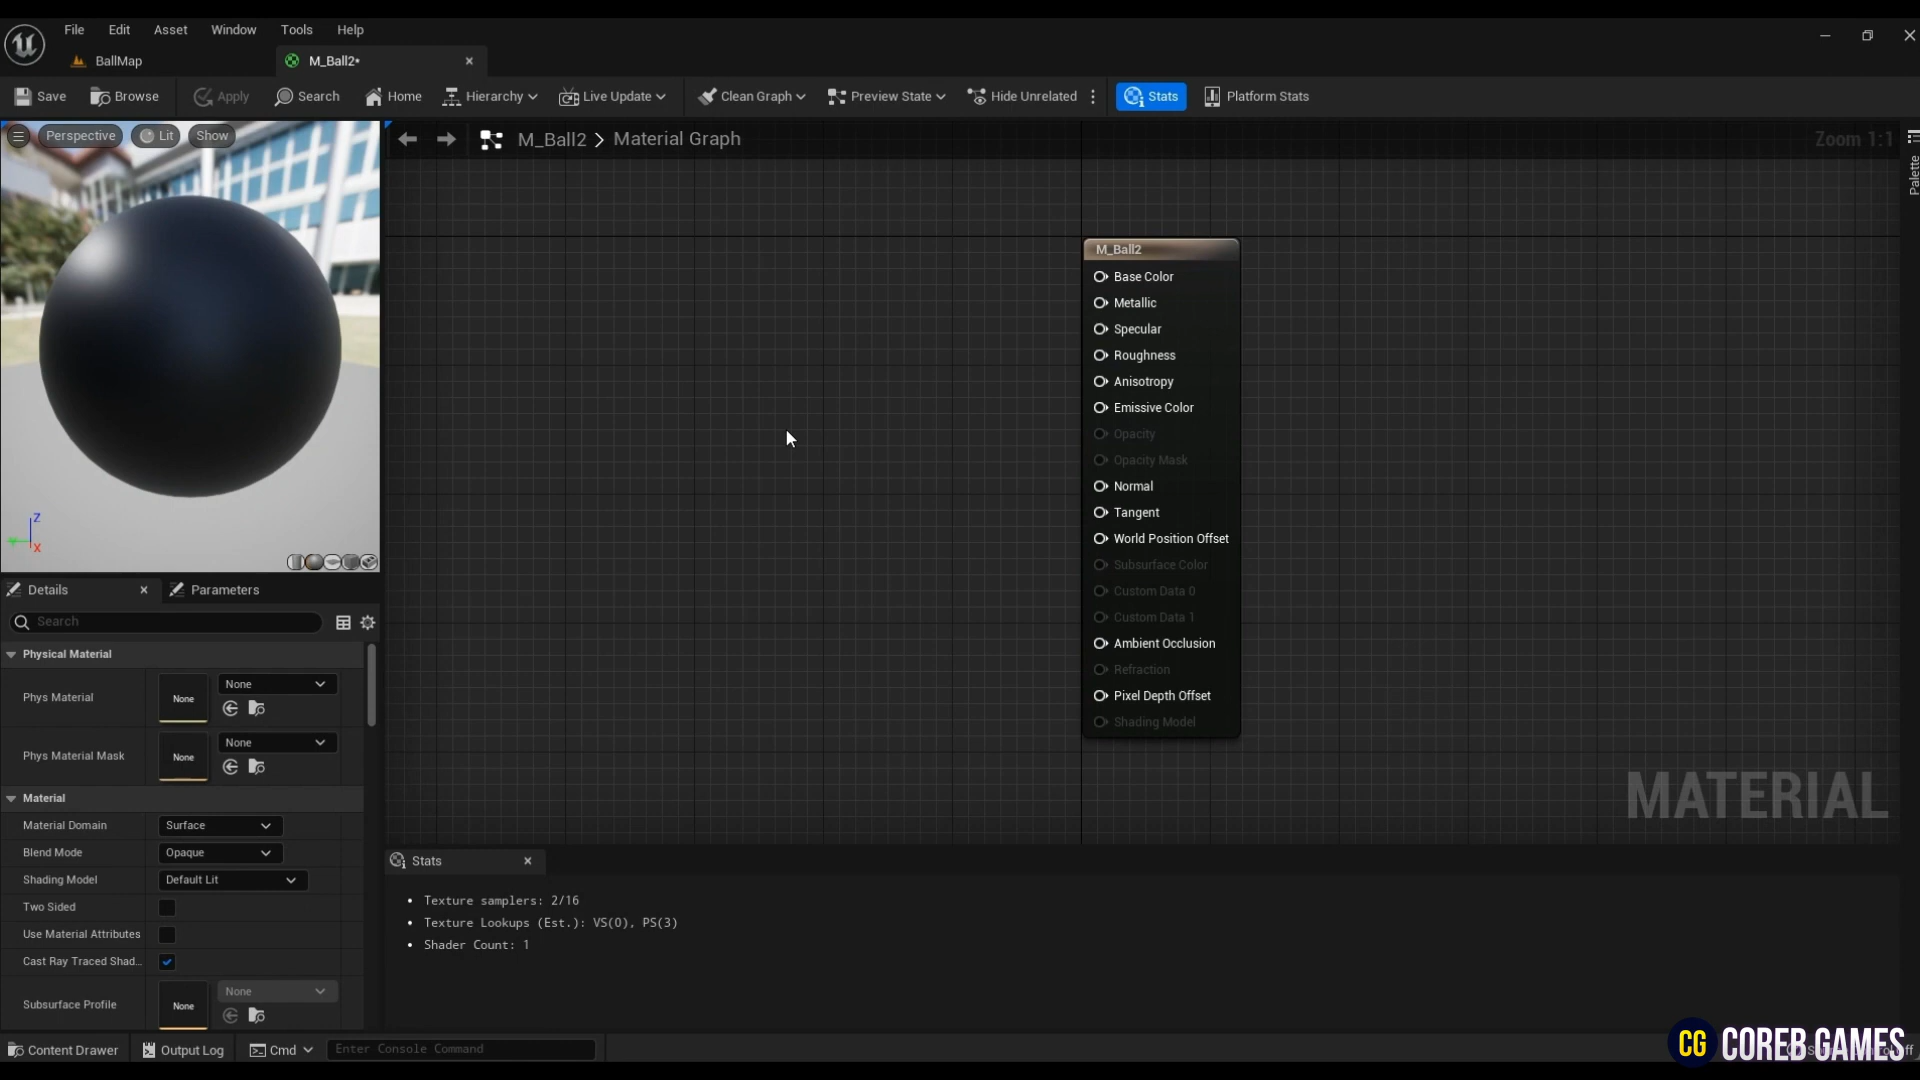 File Edit Asset Window Tools Help
BallMap M_Ball2*
Save Browse Apply Search Home Hierarchy Live Update Clean Graph Preview State Hide Unrelated Stats Platform Stats
Perspective Lit Show
M_Ball2 > Material Graph
Zoom 1:1
Palette
Z
Y
X
M_Ball2
Base Color
Metallic
Specular
Roughness
Anisotropy
Emissive Color
Opacity
Opacity Mask
Normal
Tangent
World Position Offset
Subsurface Color
Custom Data 0
Custom Data 1
Ambient Occlusion
Refraction
Pixel Depth Offset
Shading Model
MATERIAL
Details Parameters
Search
Physical Material
Phys Material None None
Phys Material Mask None None
Material
Material Domain Surface
Blend Mode Opaque
Shading Model Default Lit
Two Sided
Use Material Attributes
Cast Ray Traced Shad...
Subsurface Profile None None
Stats
• Texture samplers: 2/16
• Texture Lookups (Est.): VS(0), PS(3)
• Shader Count: 1
Content Drawer Output Log Cmd Enter Console Command
CG COREB GAMES